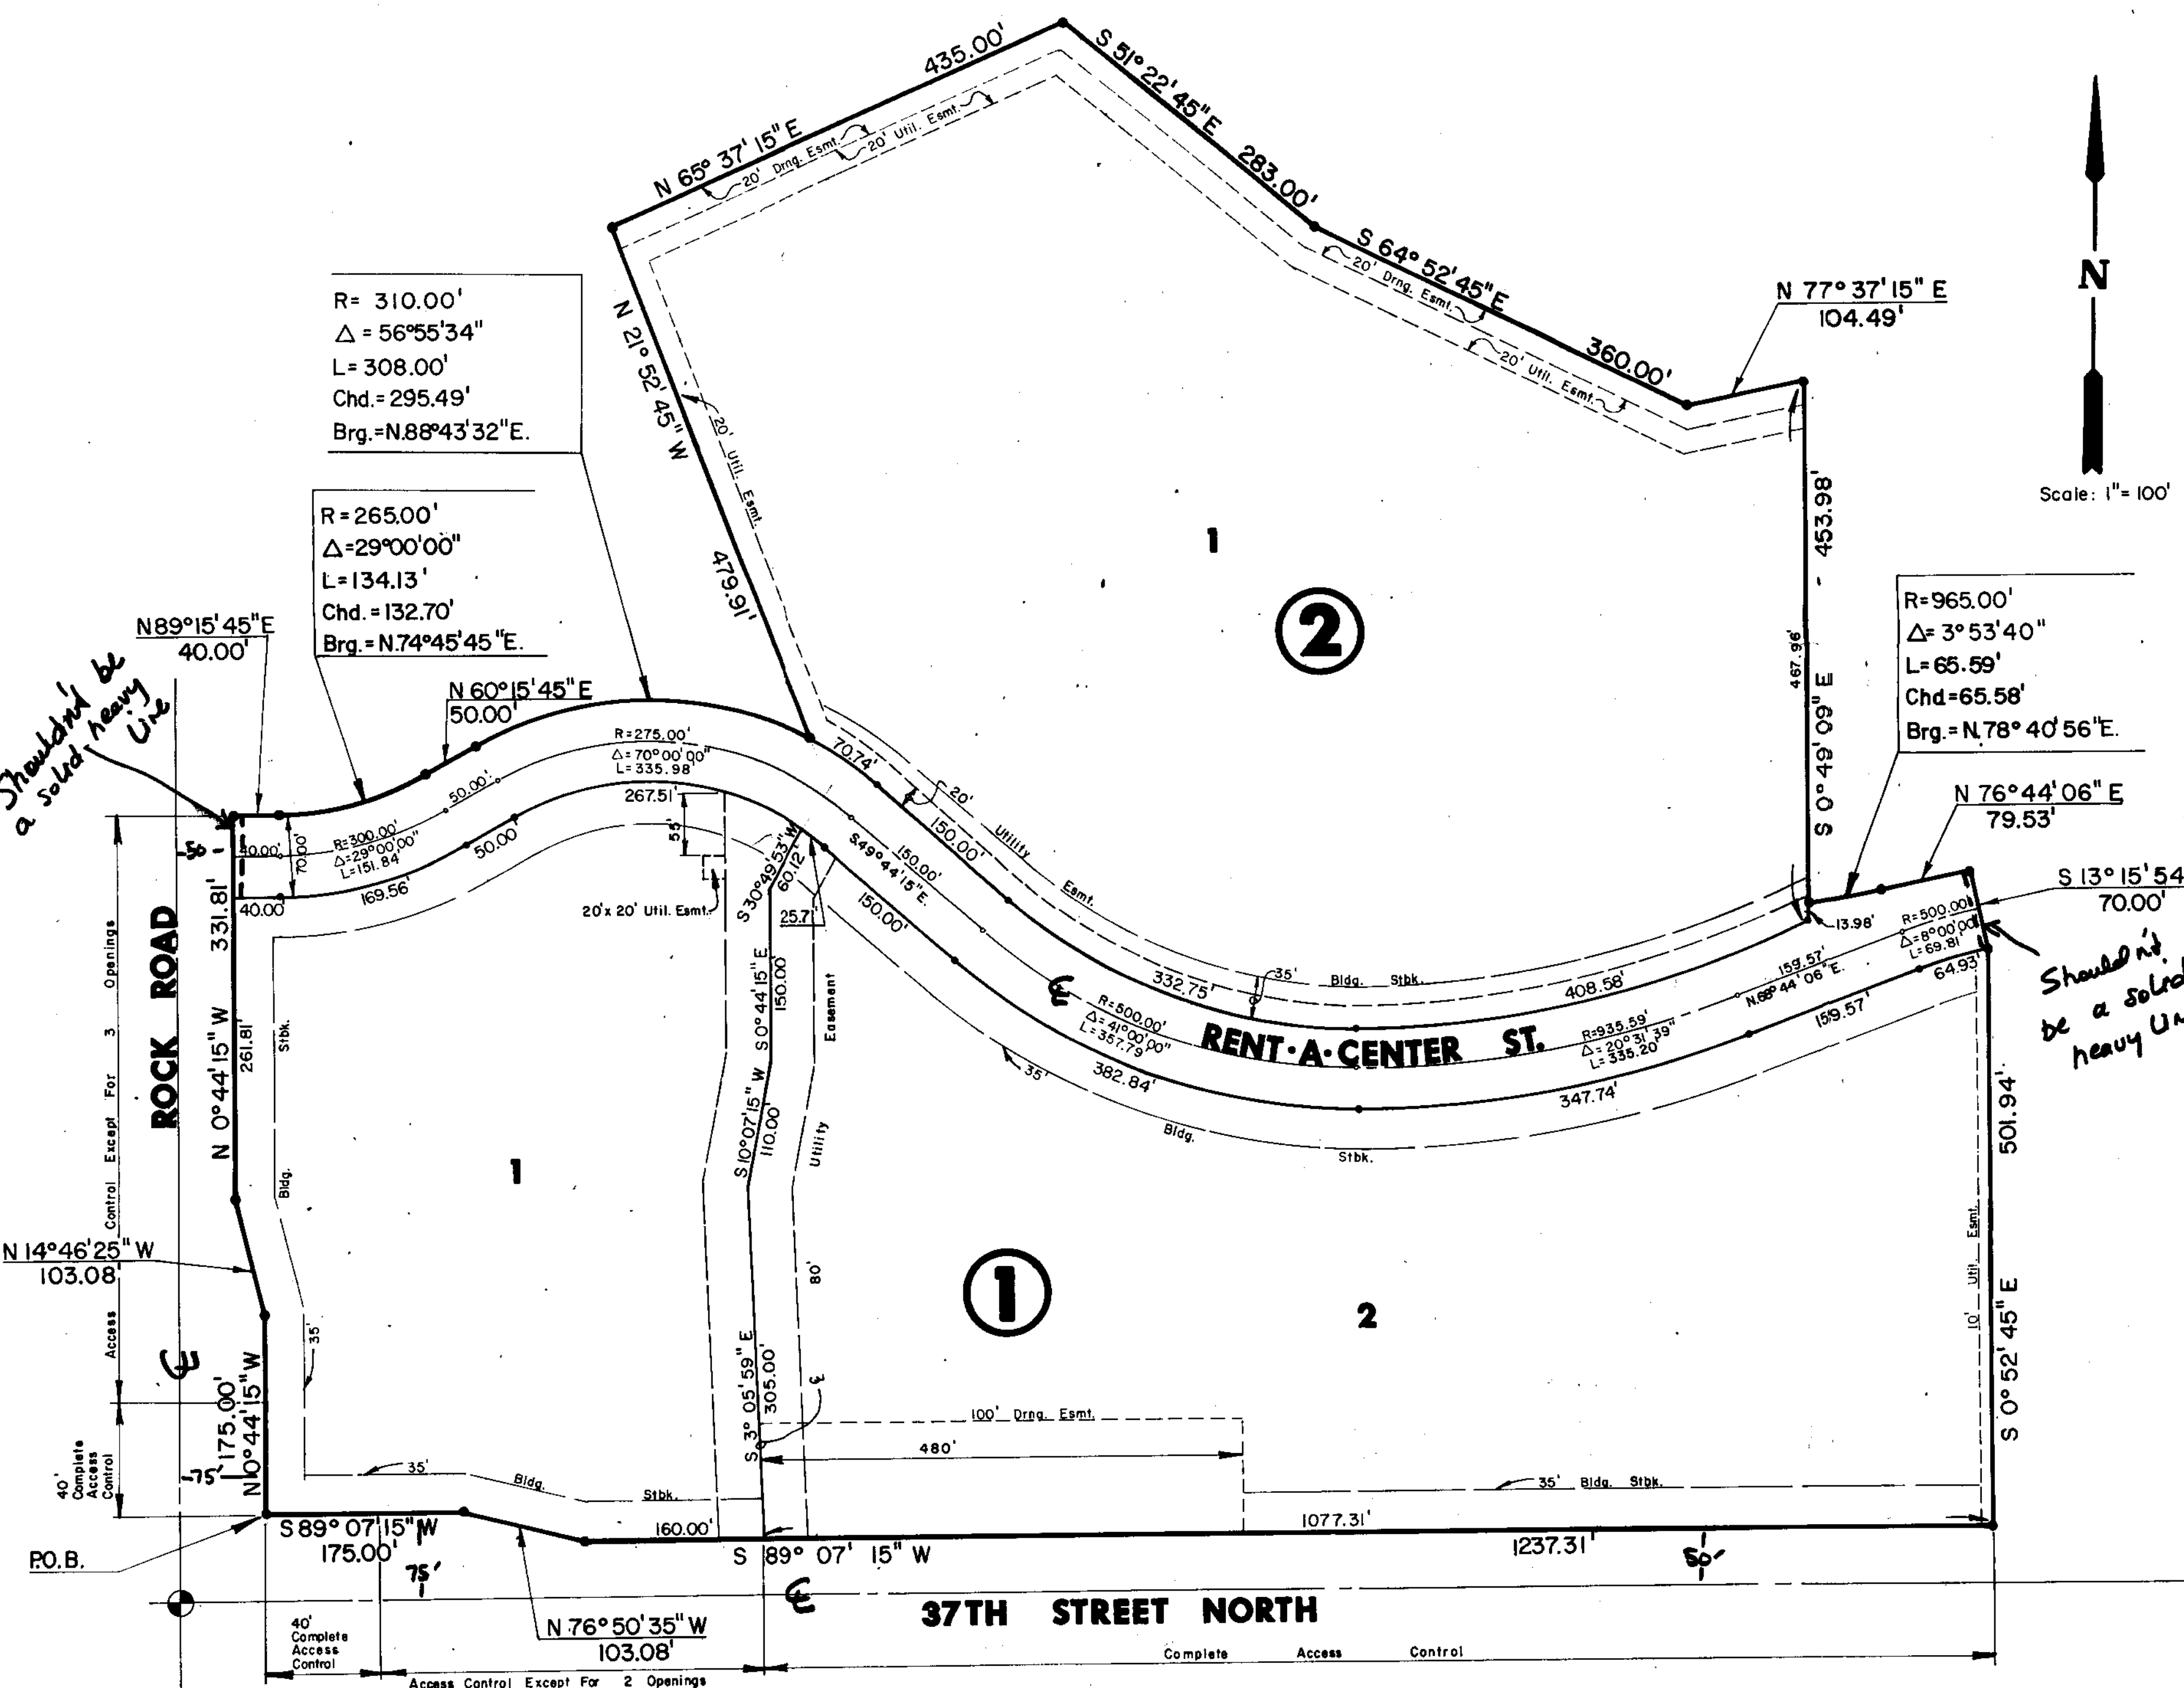 435.00'
N 65° 37' 15" E
20' Drng. Esmt.
20' Util. Esmt.
S 51° 22' 45" E
283.00'
S 64° 52' 45" E
20' Drng. Esmt.
360.00'
20' Util. Esmt.
N 77° 37' 15" E
104.49'
N
Scale: 1" = 100'
R= 310.00'
Δ = 56°55'34"
L= 308.00'
Chd.= 295.49'
Brg.=N.88°43'32"E.
N 21° 52' 45" W
479.91'
20' Util. Esmt.
R=265.00'
Δ=29°00'00"
L=134.13'
Chd.=132.70'
Brg.=N.74°45'45"E.
1
2
453.98'
467.96'
S 0° 49' 09" E
R=965.00'
Δ= 3°53'40"
L=65.59'
Chd=65.58'
Brg.=N.78°40'56"E.
N89°15'45"E
40.00'
Shouldn't be
a solid heavy
line
N 60°15'45"E
50.00'
R=275.00'
Δ=70°00'00"
L=335.98'
267.51'
70.74'
20'
Utility
Esmt.
150.00'
S.49°44'15"E.
150.00'
150.00'
50.00'
50.00'
R=300.00'
Δ=29°00'00"
L=151.84'
40.00'
70.00'
169.56'
40.00'
-50-
55'
20'x 20' Util. Esmt.
S 30°49'53" W
60.12'
25.71'
N 76°44'06" E
79.53'
S 13°15'54
70.00'
13.98'
R=500.00'
Δ=8°00'00"
L=69.81'
64.93'
Shouldn't
be a solid
heavy Lin
159.57'
N.68°44'06"E.
159.57'
408.58'
35' Bldg. Stbk.
332.75'
R=500.00'
Δ=41°00'00"
L=357.79'
RENT·A·CENTER ST.
R=935.59'
Δ=20°31'39"
L=335.20'
382.84'
347.74'
35'
Bldg.
Stbk.
ROCK ROAD
Access Control Except For 3 Openings
331.81'
N 0°44'15" W
261.81'
Stbk.
Bldg.
35'
S 0°44'15" E
150.00'
Easement
S 10°07'15" W
110.00'
Utility
80'
1
1
2
501.94'
S 0° 52' 45" E
10' Util. Esmt.
N 14°46'25" W
103.08'
175.00'
N 0°44'15" W
-75'-
40'
Complete
Access
Control
S 3° 05' 59" E
305.00'
100' Drng. Esmt.
480'
35' Bldg. Stbk.
35' Bldg. Stbk.
P.O.B.
S 89° 07' 15" W
175.00'
75'
160.00'
S 89° 07' 15" W
1077.31'
1237.31'
50'
N 76°50'35" W
103.08'
37TH STREET NORTH
40'
Complete
Access
Control
Access Control Except For 2 Openings
Complete Access Control